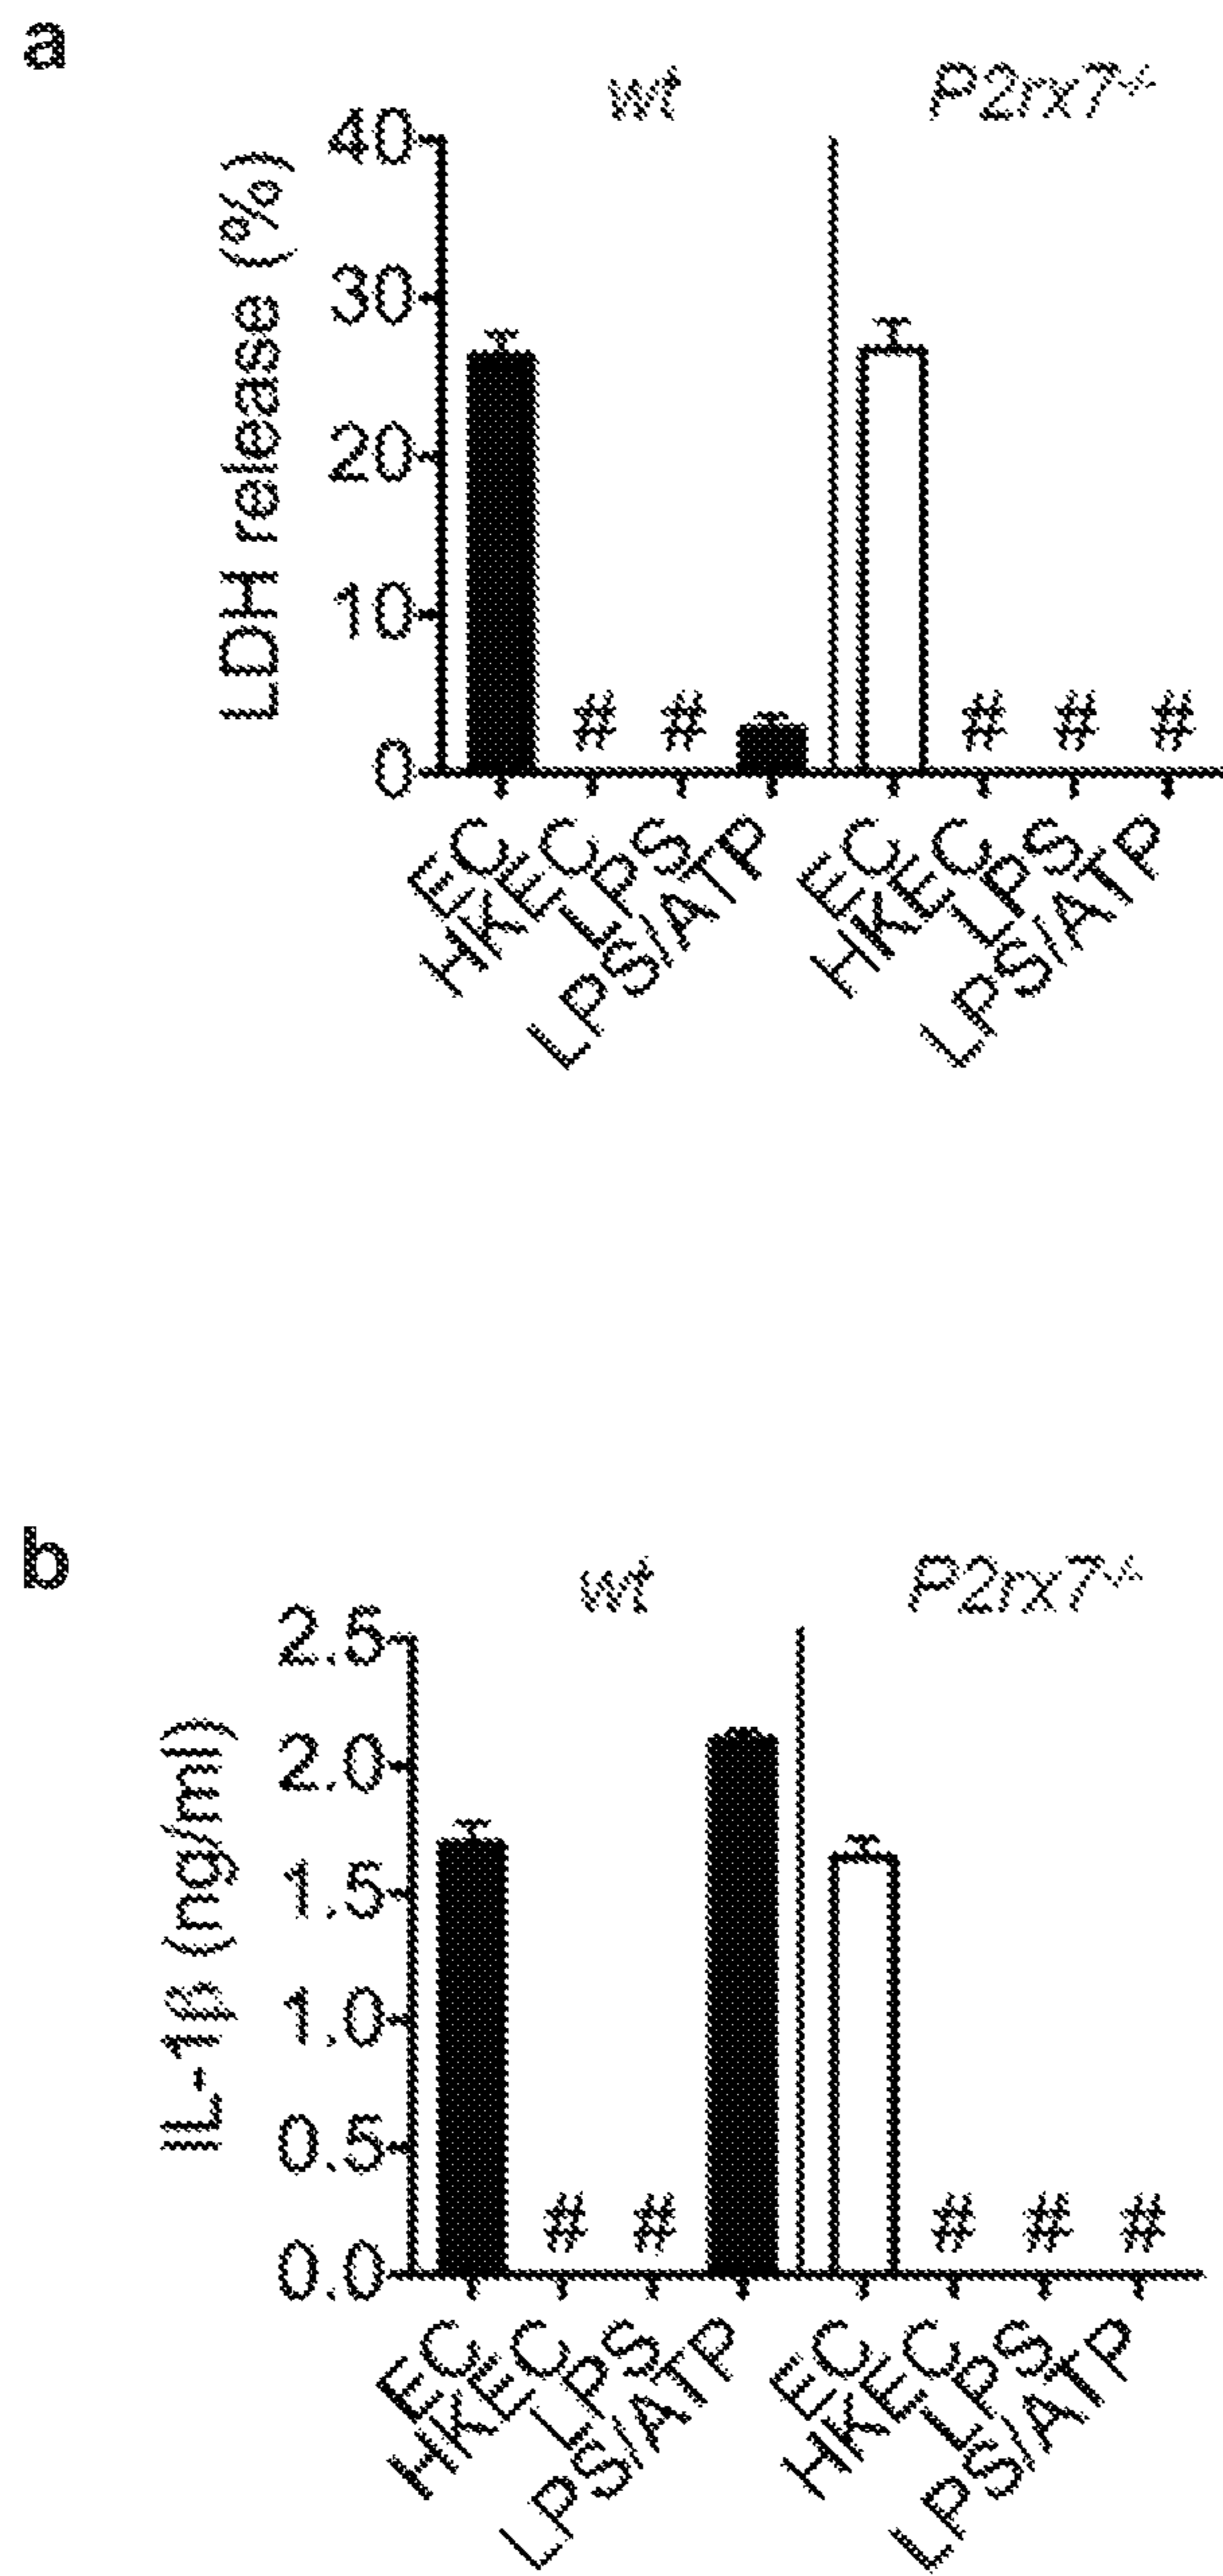 a
wt P2rx7-/-
LDH release (%)
40
30
20
10
0
# # # # #
EC HKEC LPS LPS/ATP EC HKEC LPS LPS/ATP
b
wt P2rx7-/-
IL-1β (ng/ml)
2.5
2.0
1.5
1.0
0.5
0.0
# # # # #
EC HKEC LPS LPS/ATP EC HKEC LPS LPS/ATP